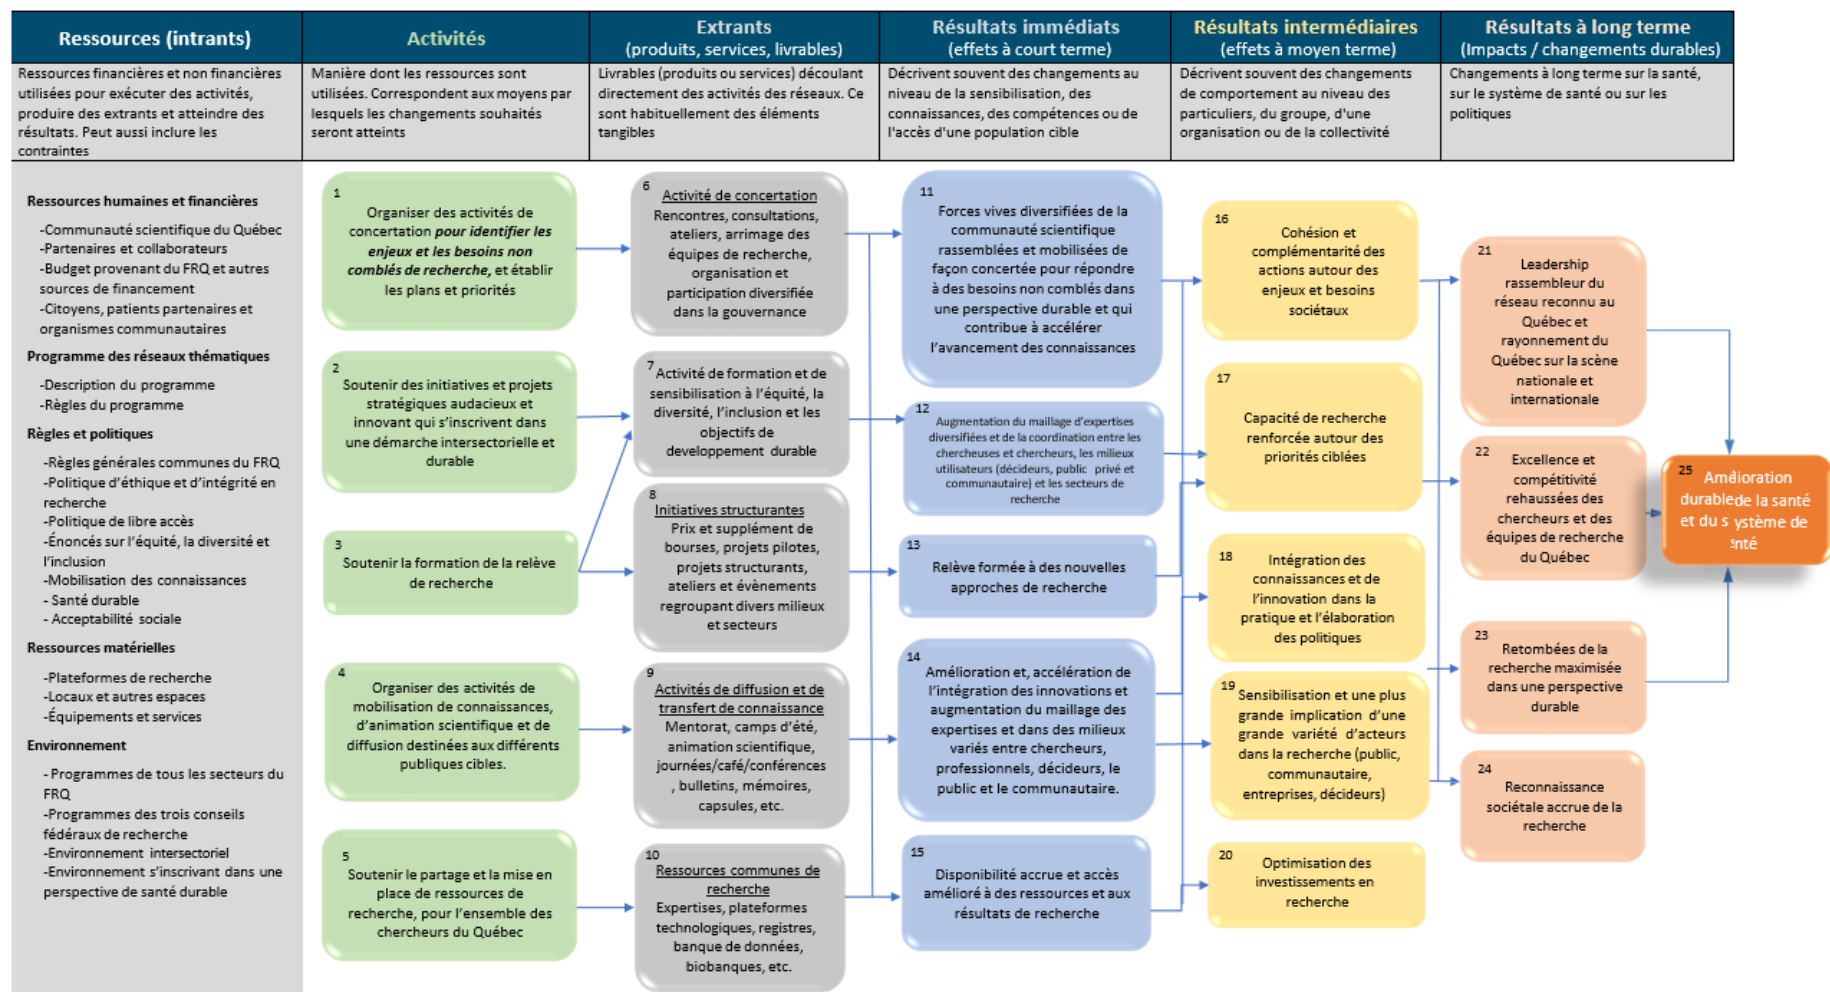 Ressources (intrants)
Activités
Extrants
(produits, services, livrables)
Résultats immédiats
(effets à court terme)
Résultats intermédiaires
(effets à moyen terme)
Résultats à long terme
(Impacts / changements durables)
Ressources financières et non financières
utilisées pour exécuter des activités,
produire des extrants et atteindre des
résultats. Peut aussi inclure les
contraintes
Manière dont les ressources sont
utilisées. Correspondent aux moyens par
lesquels les changements souhaités
seront atteints
Livrables (produits ou services) découlant
directement des activités des réseaux. Ce
sont habituellement des éléments
tangibles
Décrivent souvent des changements au
niveau de la sensibilisation, des
connaissances, des compétences ou de
l'accès d'une population cible
Décrivent souvent des changements
de comportement au niveau des
particuliers, du groupe, d'une
organisation ou de la collectivité
Changements à long terme sur la santé,
sur le système de santé ou sur les
politiques
Ressources humaines et financières
-Communauté scientifique du Québec
-Partenaires et collaborateurs
-Budget provenant du FRQ et autres
sources de financement
-Citoyens, patients partenaires et
organismes communautaires
Programme des réseaux thématiques
-Description du programme
-Règles du programme
Règles et politiques
-Règles générales communes du FRQ
-Politique d'éthique et d'intégrité en
recherche
-Politique de libre accès
-Énoncés sur l'équité, la diversité et
l'inclusion
-Mobilisation des connaissances
- Santé durable
- Acceptabilité sociale
Ressources matérielles
-Plateformes de recherche
-Locaux et autres espaces
-Équipements et services
Environnement
- Programmes de tous les secteurs du
FRQ
-Programmes des trois conseils
fédéraux de recherche
-Environnement intersectoriel
-Environnement s'inscrivant dans une
perspective de santé durable
1
Organiser des activités de
concertation pour identifier les
enjeux et les besoins non
comblés de recherche, et établir
les plans et priorités
2
Soutenir des initiatives et projets
stratégiques audacieux et
innovant qui s'inscrivent dans
une démarche intersectorielle et
durable
3
Soutenir la formation de la relève
de recherche
4
Organiser des activités de
mobilisation de connaissances,
d'animation scientifique et de
diffusion destinées aux différents
publiques cibles.
5
Soutenir le partage et la mise en
place de ressources de
recherche, pour l'ensemble des
chercheurs du Québec
6
Activité de concertation
Rencontres, consultations,
ateliers, arrimage des
équipes de recherche,
organisation et
participation diversifiée
dans la gouvernance
7
Activité de formation et de
sensibilisation à l'équité, la
diversité, l'inclusion et les
objectifs de
developpement durable
8
Initiatives structurantes
Prix et supplément de
bourses, projets pilotes,
projets structurants,
ateliers et évènements
regroupant divers milieux
et secteurs
9
Activités de diffusion et de
transfert de connaissance
Mentorat, camps d'été,
animation scientifique,
journées/café/conférences
, bulletins, mémoires,
capsules, etc.
10
Ressources communes de
recherche
Expertises, plateformes
technologiques, registres,
banque de données,
biobanques, etc.
11
Forces vives diversifiées de la
communauté scientifique
rassemblées et mobilisées de
façon concertée pour répondre
à des besoins non comblés dans
une perspective durable et qui
contribue à accélérer
l'avancement des connaissances
12
Augmentation du maillage d'expertises
diversifiées et de la coordination entre les
chercheuses et chercheurs, les milieux
utilisateurs (décideurs, public privé et
communautaire) et les secteurs de
recherche
13
Relève formée à des nouvelles
approches de recherche
14
Amélioration et, accélération de
l'intégration des innovations et
augmentation du maillage des
expertises et dans des milieux
variés entre chercheurs,
professionnels, décideurs, le
public et le communautaire.
15
Disponibilité accrue et accès
amélioré à des ressources et aux
résultats de recherche
16
Cohésion et
complémentarité des
actions autour des
enjeux et besoins
sociétaux
17
Capacité de recherche
renforcée autour des
priorités ciblées
18
Intégration des
connaissances et de
l'innovation dans la
pratique et l'élaboration
des politiques
19
Sensibilisation et une plus
grande implication d'une
grande variété d'acteurs
dans la recherche (public,
communautaire,
entreprises, décideurs)
20
Optimisation des
investissements en
recherche
21
Leadership
rassembleur du
réseau reconnu au
Québec et
rayonnement du
Québec sur la scène
nationale et
internationale
22
Excellence et
compétitivité
rehaussées des
chercheurs et des
équipes de recherche
du Québec
23
Retombées de la
recherche maximisée
dans une perspective
durable
24
Reconnaissance
sociétale accrue de la
recherche
25
Amélioration
durable de la santé
et du système de